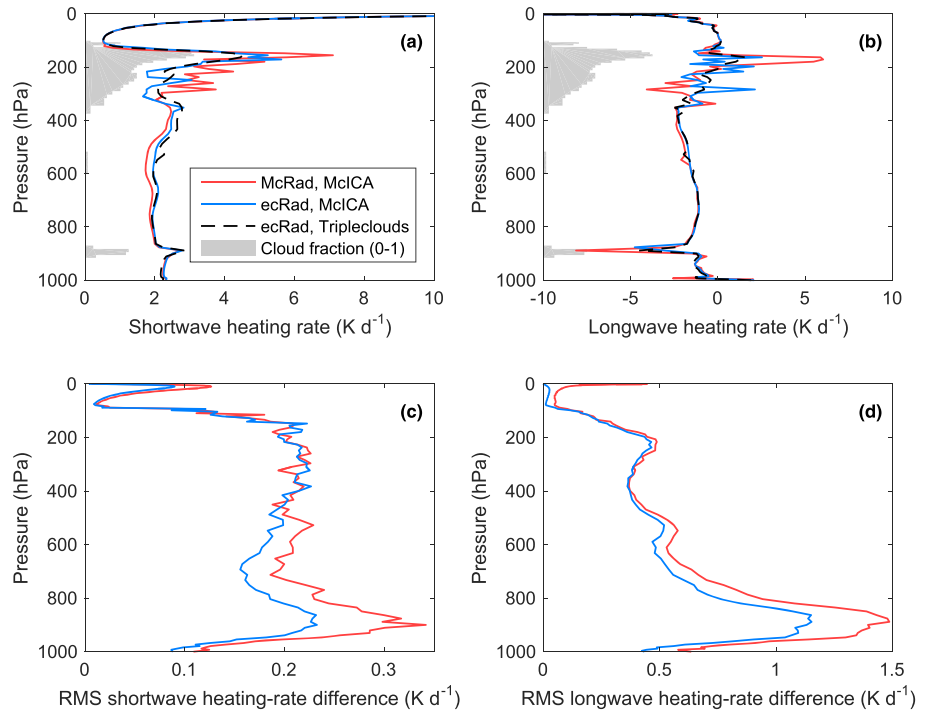 0
200
400
600
800
1000
Pressure (hPa)
(a)
McRad, McICA
ecRad, McICA
ecRad, Tripleclouds
Cloud fraction (0-1)
0 2 4 6 8 10
Shortwave heating rate (K d⁻¹)
0
200
400
600
800
1000
Pressure (hPa)
(b)
-10 -5 0 5 10
Longwave heating rate (K d⁻¹)
0
200
400
600
800
1000
Pressure (hPa)
(c)
0 0.1 0.2 0.3
RMS shortwave heating-rate difference (K d⁻¹)
0
200
400
600
800
1000
Pressure (hPa)
(d)
0 0.5 1 1.5
RMS longwave heating-rate difference (K d⁻¹)